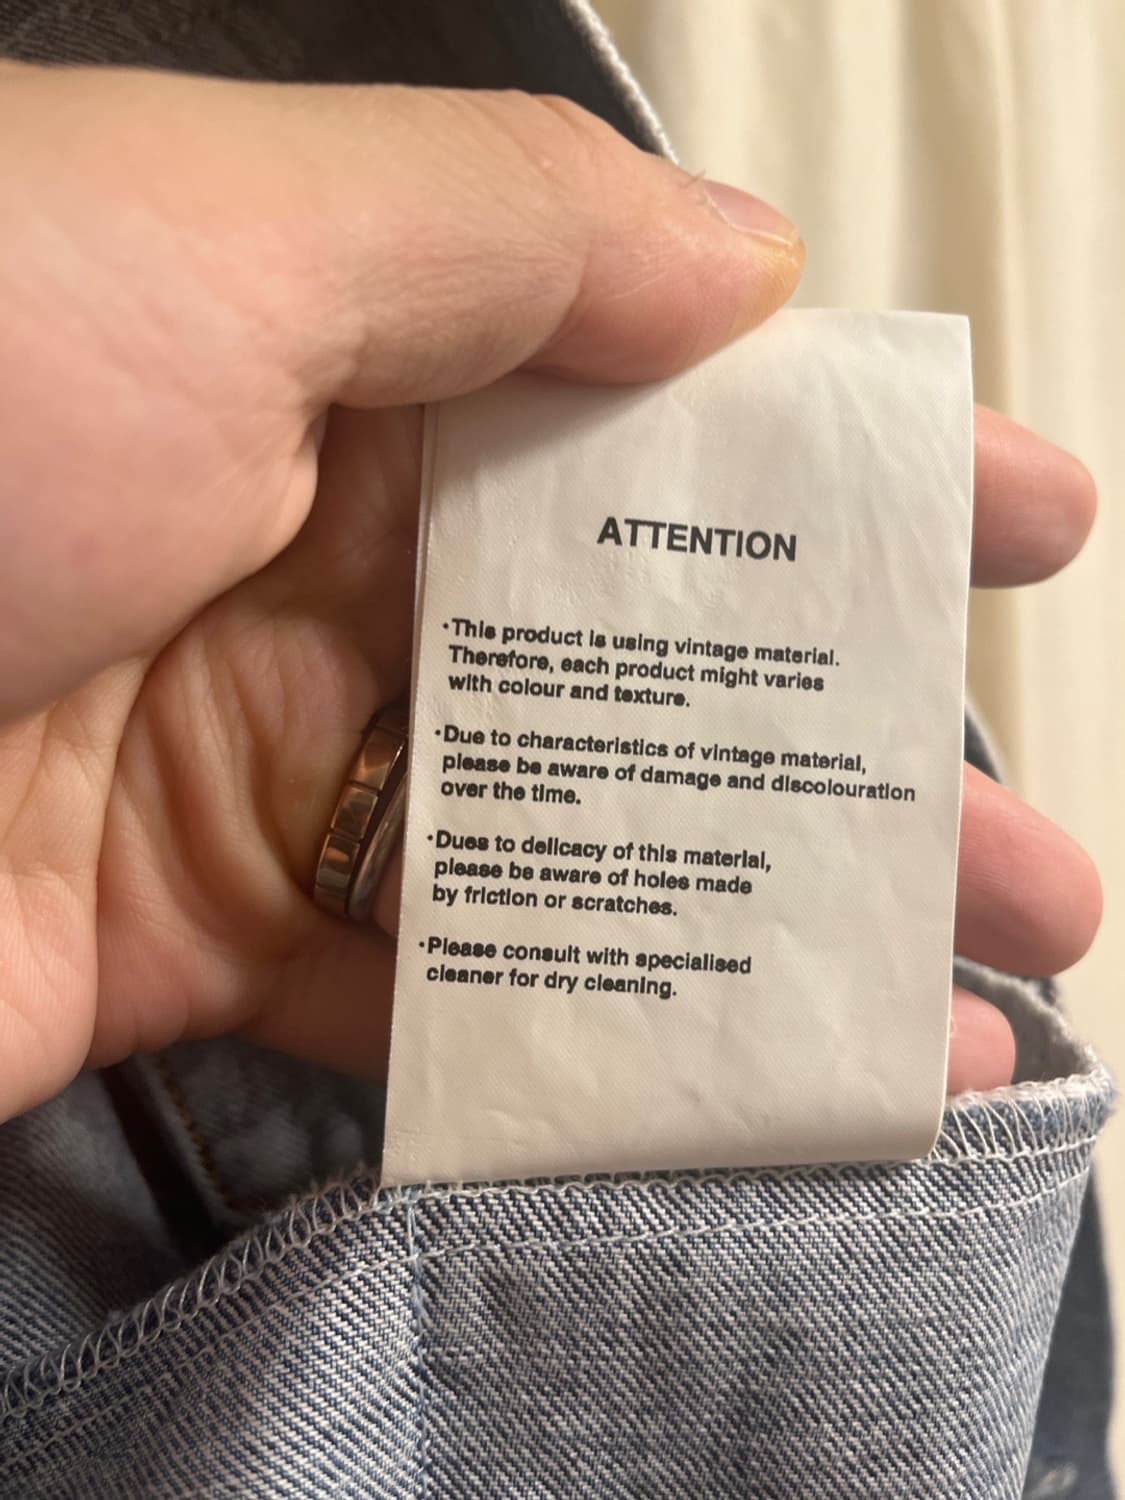 ATTENTION
·This product is using vintage material.
Therefore, each product might varies
with colour and texture.
·Due to characteristics of vintage material,
please be aware of damage and discolouration
over the time.
·Dues to delicacy of this material,
please be aware of holes made
by friction or scratches.
·Please consult with specialised
cleaner for dry cleaning.